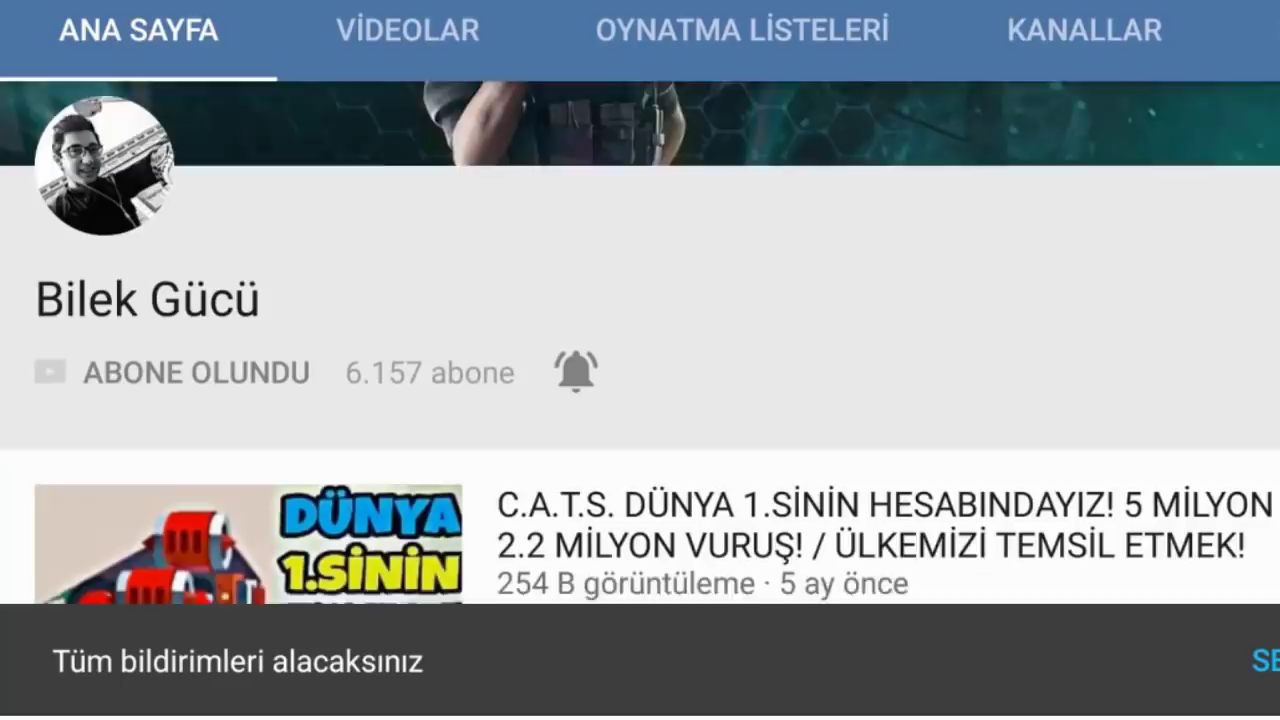 ANA SAYFA VİDEOLAR OYNATMA LİSTELERİ KANALLAR
Bilek Gücü
ABONE OLUNDU 6.157 abone
DÜNYA
1.SİNİN
C.A.T.S. DÜNYA 1.SİNİN HESABINDAYIZ! 5 MİLYON
2.2 MİLYON VURUŞ! / ÜLKEMİZİ TEMSİL ETMEK!
254 B görüntüleme · 5 ay önce
Tüm bildirimleri alacaksınız